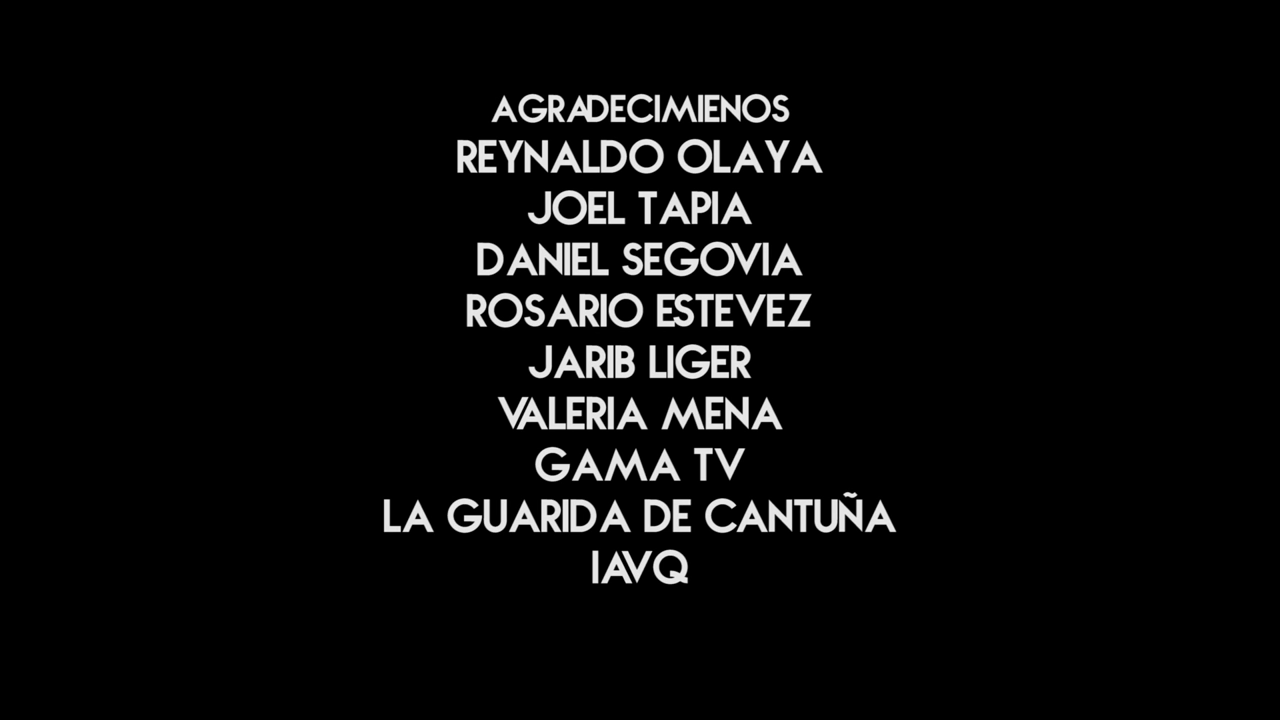 AGRADECIMIENOS
REYNALDO OLAYA
JOEL TAPIA
DANIEL SEGOVIA
ROSARIO ESTEVEZ
JARIB LIGER
VALERIA MENA
GAMA TV
LA GUARIDA DE CANTUÑA
IAVQ